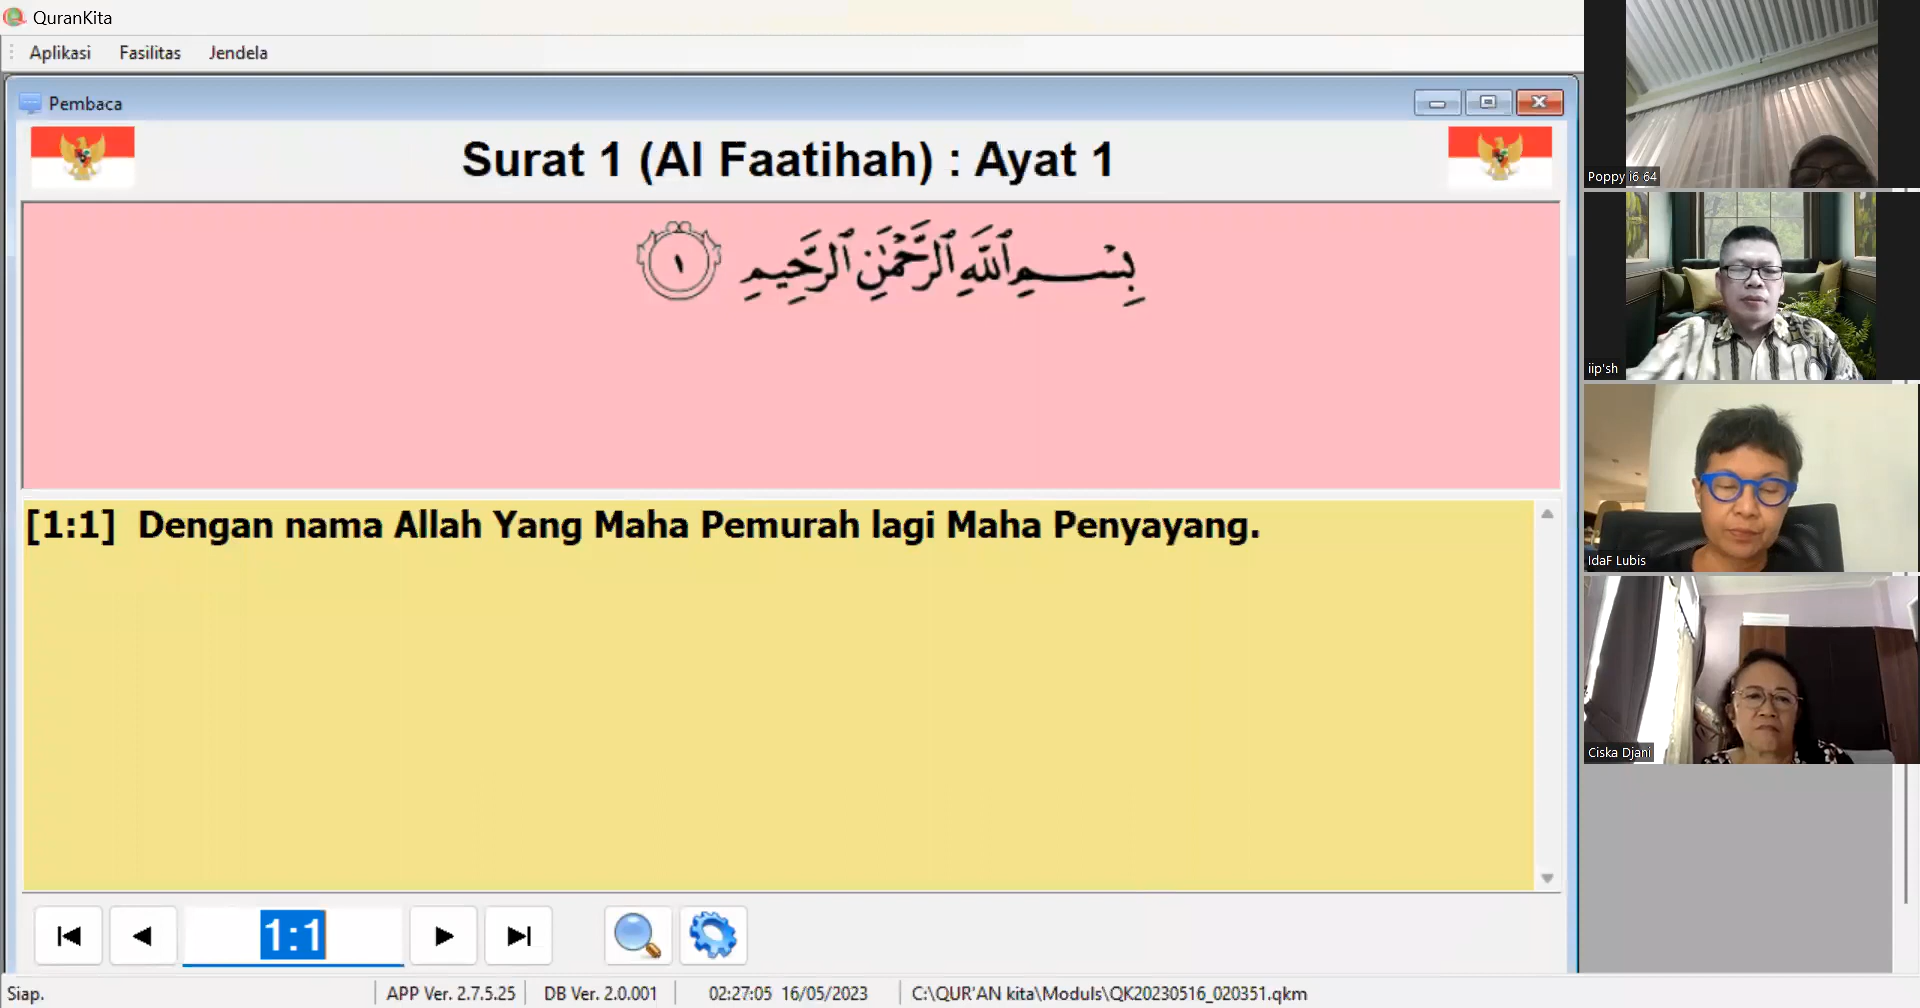 QuranKita
Aplikasi Fasilitas Jendela
Pembaca
Surat 1 (Al Faatihah) : Ayat 1
بِسْمِ ٱللَّهِ ٱلرَّحْمَٰنِ ٱلرَّحِيمِ ١
[1:1] Dengan nama Allah Yang Maha Pemurah lagi Maha Penyayang.
1:1
Siap. APP Ver. 2.7.5.25 DB Ver. 2.0.001 02:27:05 16/05/2023 C:\QUR'AN kita\Moduls\QK20230516_020351.qkm
Poppy i6 64
iip'sh
IdaF Lubis
Ciska Djani